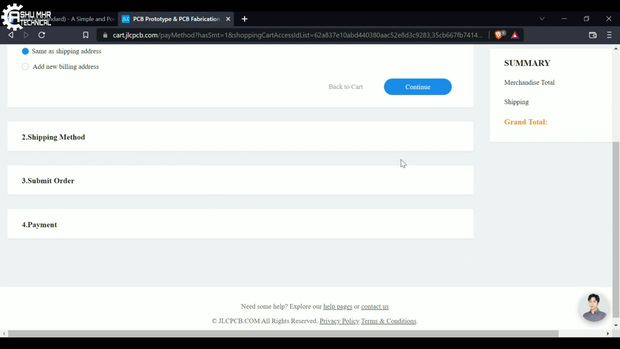 ASHU MHR
TECHNICAL
dard) - A Simple and Po
JLC PCB Prototype & PCB Fabrication
cart.jlcpcb.com/payMethod?hasSmt=1&shoppingCartAccessIdList=62a837e10abd440380aac52e8d3c9283,35cb667fb7414...
Same as shipping address
Add new billing address
Back to Cart
Continue
2.Shipping Method
3.Submit Order
4.Payment
SUMMARY
Merchandise Total
Shipping
Grand Total:
Need some help? Explore our help pages or contact us
© JLCPCB.COM All Rights Reserved. Privacy Policy Terms & Conditions.